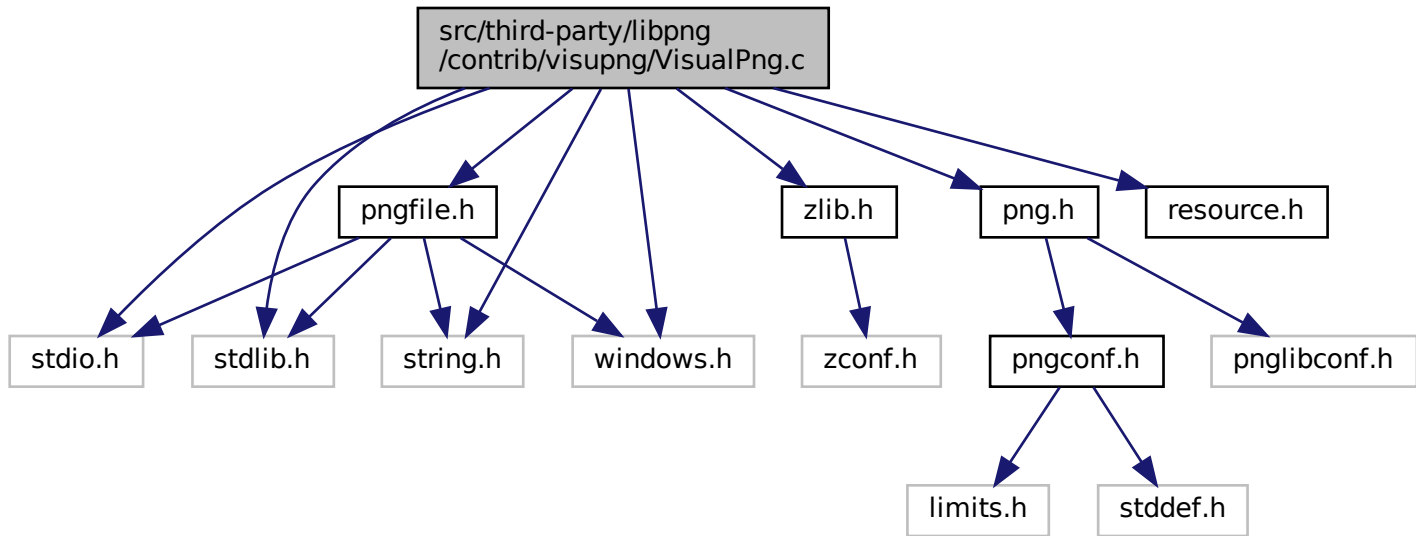 src/third-party/libpng
/contrib/visupng/VisualPng.c
pngfile.h
zlib.h
png.h
resource.h
stdio.h
stdlib.h
string.h
windows.h
zconf.h
pngconf.h
pnglibconf.h
limits.h
stddef.h